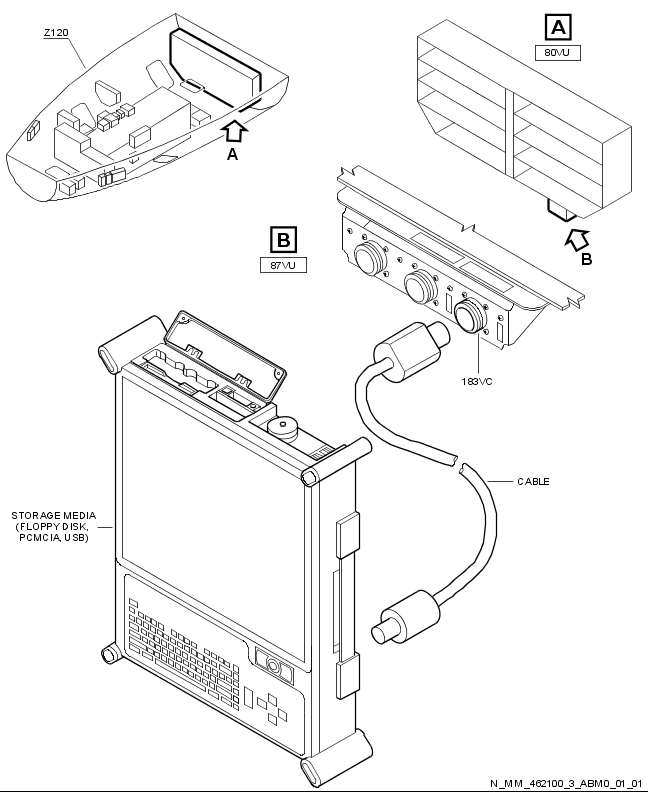 Z120
A
A
80VU
B
B
87VU
183VC
CABLE
STORAGE MEDIA
(FLOPPY DISK,
PCMCIA, USB)
N_MM_462100_3_ABM0_01_01